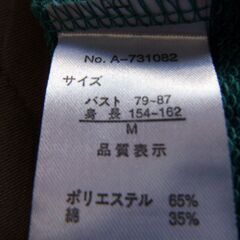 No. A-731082
サイズ
バスト 79~87
身長 154~162
M
品質表示
ポリエステル 65%
綿 35%